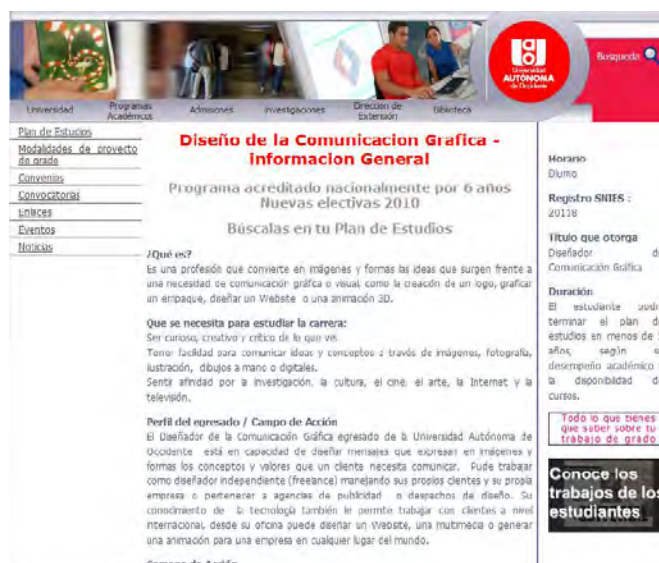 Universidad
AUTÓNOMA
de Occidente
Busqueda
Universidad
Programas
Académicos
Admisiones
Investigaciones
Dirección de
Extensión
Biblioteca
Plan de Estudios
Modalidades de proyecto
de grado
Convenios
Convocatorias
Enlaces
Eventos
Noticias
Diseño de la Comunicacion Grafica -
Informacion General
Programa acreditado nacionalmente por 6 años
Nuevas electivas 2010
Búscalas en tu Plan de Estudios
¿Qué es?
Es una profesión que convierte en imágenes y formas las ideas que surgen frente a
una necesidad de comunicación gráfica o visual, como la creación de un logo, graficar
un empaque, diseñar un Website o una animación 3D.
Que se necesita para estudiar la carrera:
Ser curioso, creativo y crítico de lo que ve.
Tener facilidad para comunicar ideas y conceptos a través de imágenes, fotografía,
ilustración, dibujos a mano o digitales.
Sentir afinidad por la investigación, la cultura, el cine, el arte, la Internet y la
televisión.
Perfil del egresado / Campo de Acción
El Diseñador de la Comunicación Gráfica egresado de la Universidad Autónoma de
Occidente está en capacidad de diseñar mensajes que expresan en imágenes y
formas los conceptos y valores que un cliente necesita comunicar. Pude trabajar
como diseñador independiente (freelance) manejando sus propios clientes y su propia
empresa o pertenecer a agencias de publicidad o despachos de diseño. Su
conocimiento de la tecnología también le permite trabajar con clientes a nivel
internacional, desde su oficina puede diseñar un Website, una multimedia o generar
una animación para una empresa en cualquier lugar del mundo.
Horario
Diurno
Registro SNIES :
20118
Título que otorga
Diseñador de
Comunicación Gráfica
Duración
El estudiante podr
terminar el plan d
estudios en menos de 5
años, según s
desempeño académico
la disponibilidad d
cursos.
Todo lo que tienes
que saber sobre tu
trabajo de grado
Conoce los
trabajos de los
estudiantes